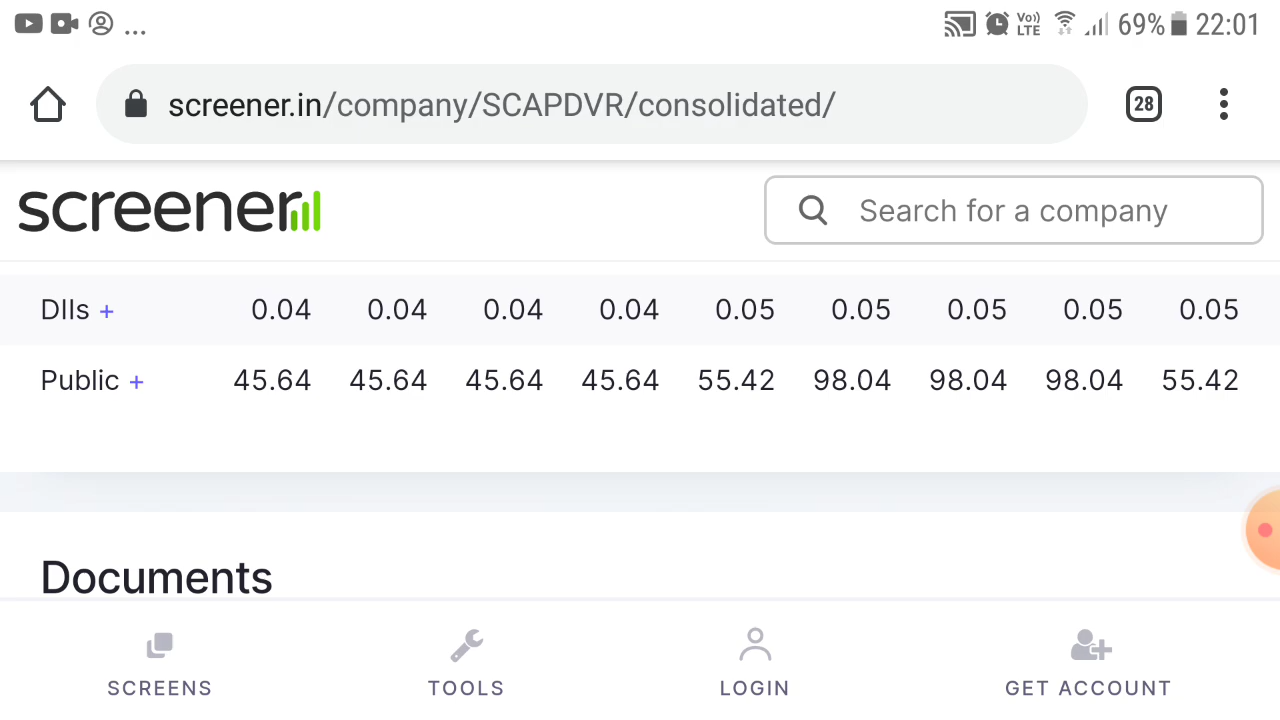 ... Vo)) LTE 69% 22:01
screener.in/company/SCAPDVR/consolidated/ 28
screener Search for a company
DIIs + 0.04 0.04 0.04 0.04 0.05 0.05 0.05 0.05 0.05
Public + 45.64 45.64 45.64 45.64 55.42 98.04 98.04 98.04 55.42
Documents
SCREENS TOOLS LOGIN GET ACCOUNT